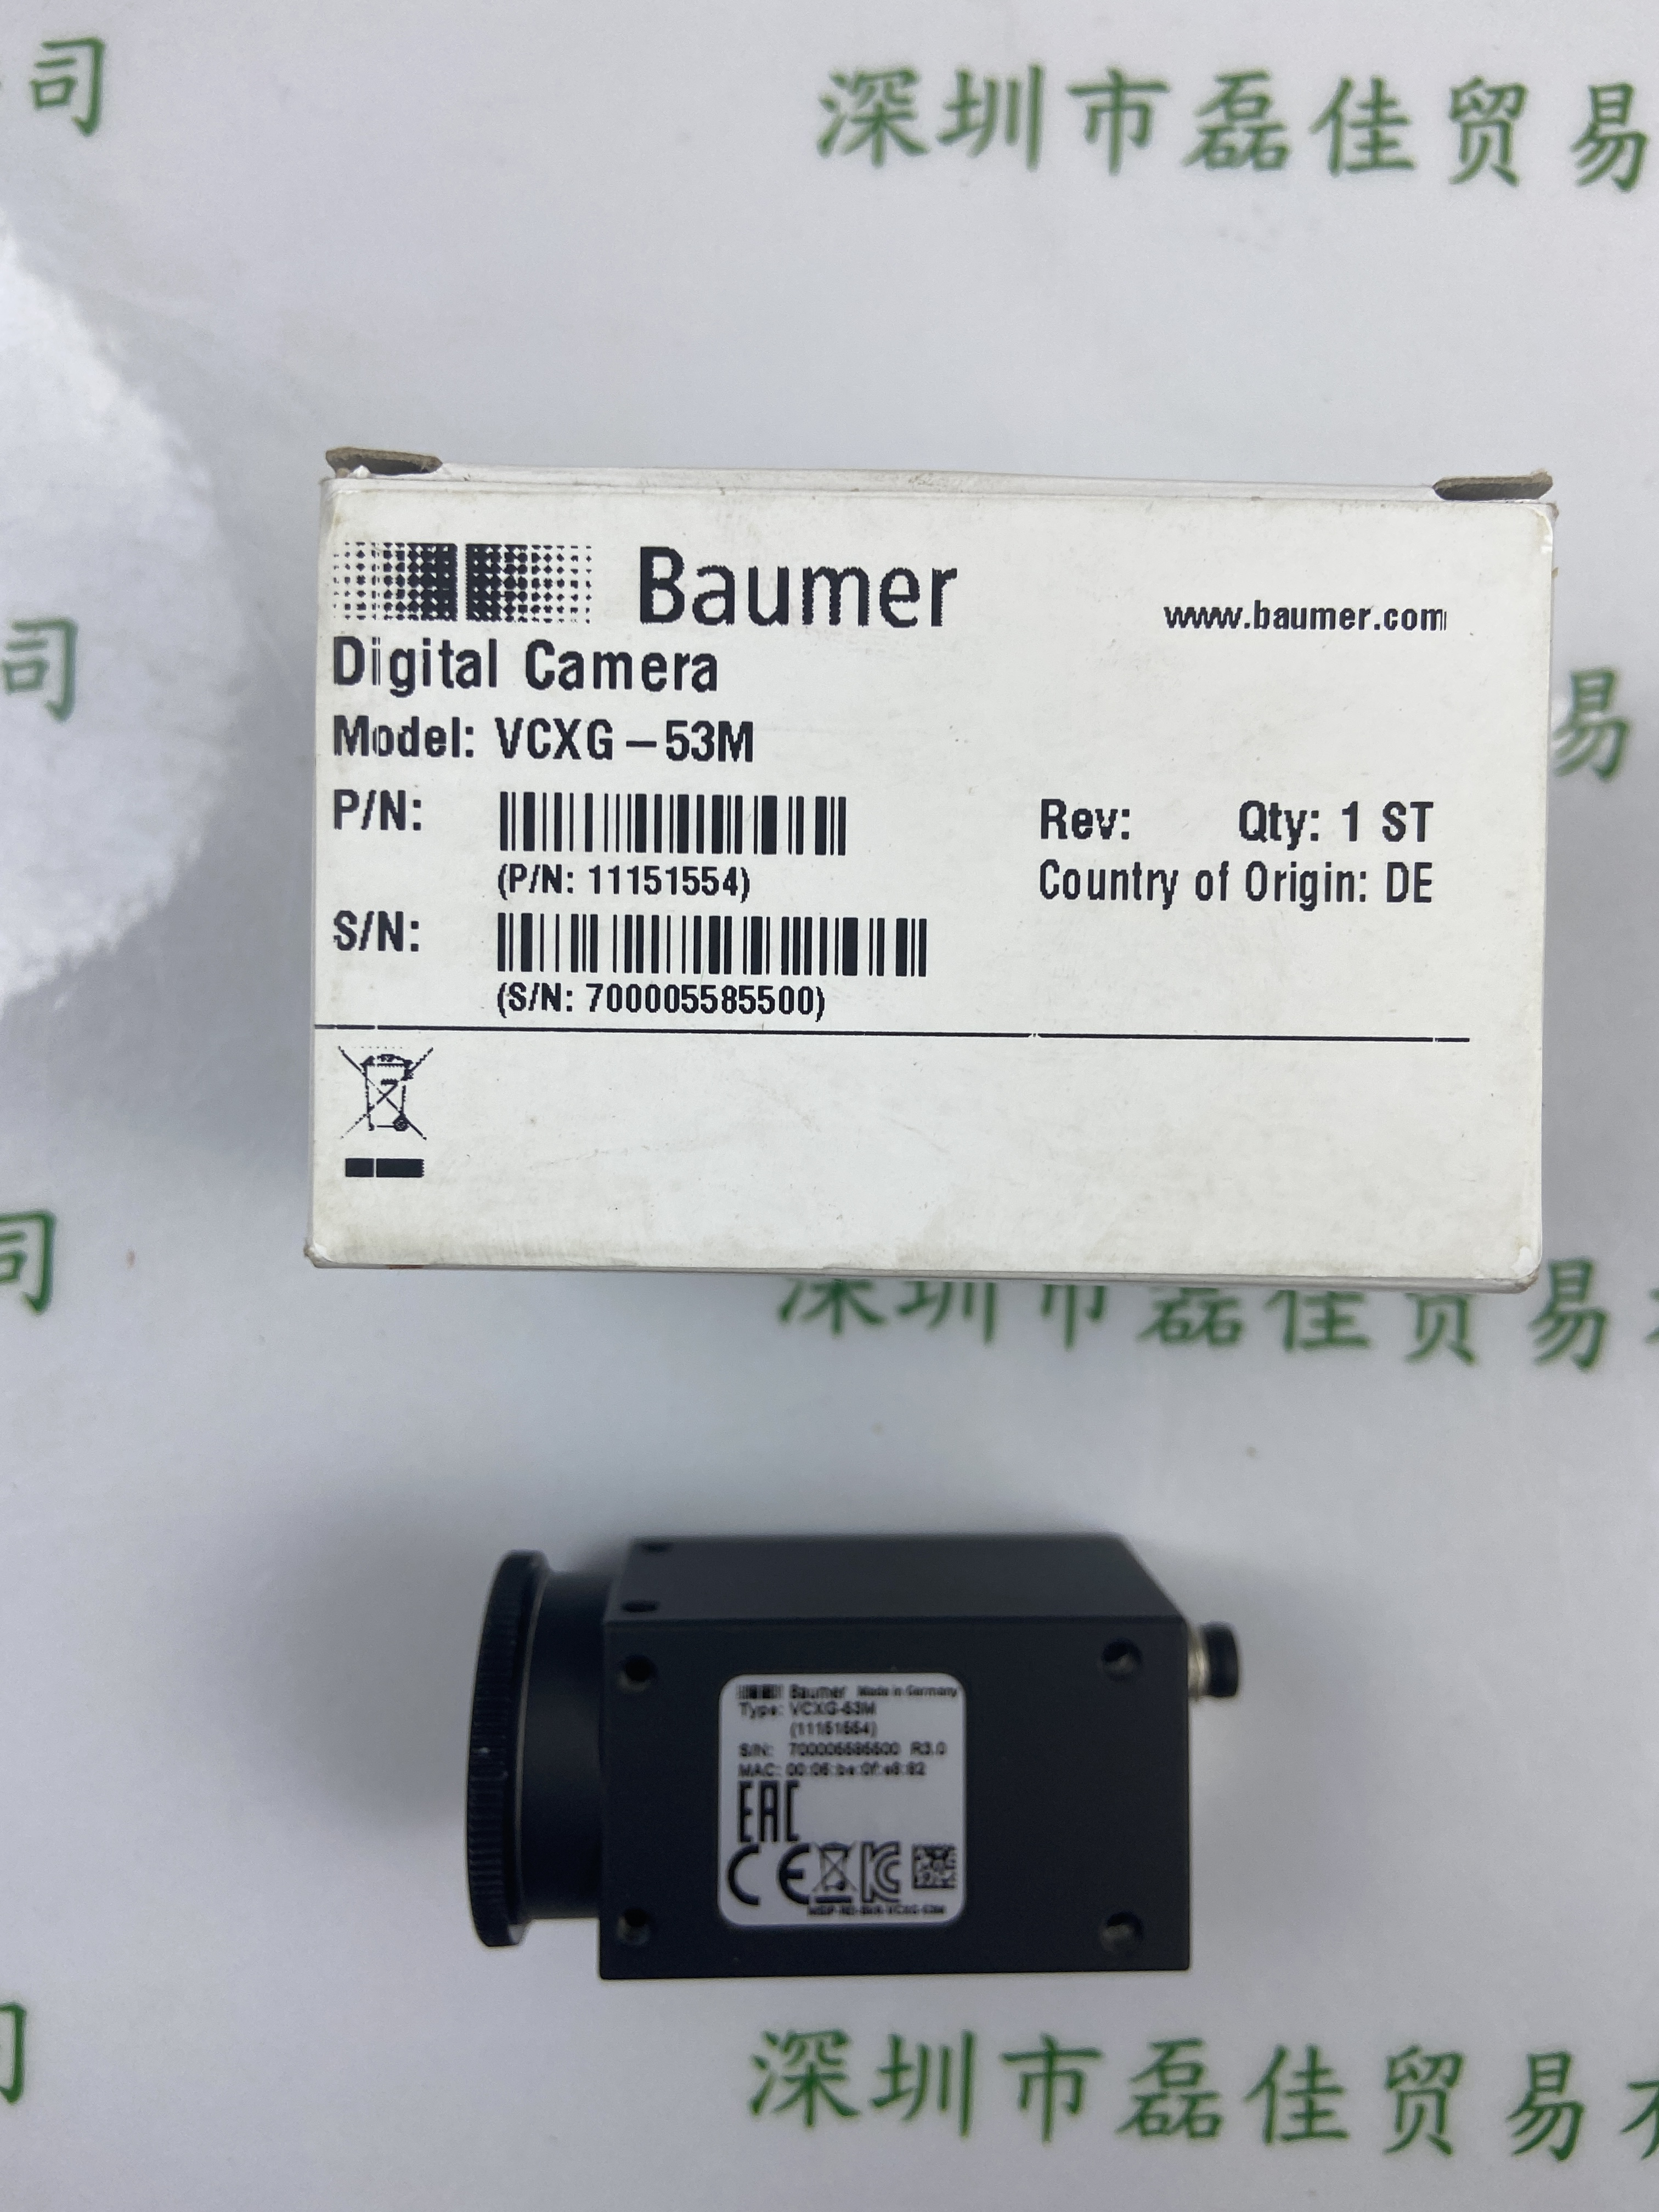 司
深圳市磊佳贸易
Baumer
www.baumer.com
Digital Camera
Model: VCXG-53M
P/N:
(P/N: 11151554)
Rev: Qty: 1 ST
Country of Origin: DE
S/N:
(S/N: 700005585500)
司
易
司
深圳市磊佳贸易
Baumer Made in Germany
Type: VCXG-53M
(11151554)
S/N: 700005585500 R3.0
EAC
CE
深圳市磊佳贸易